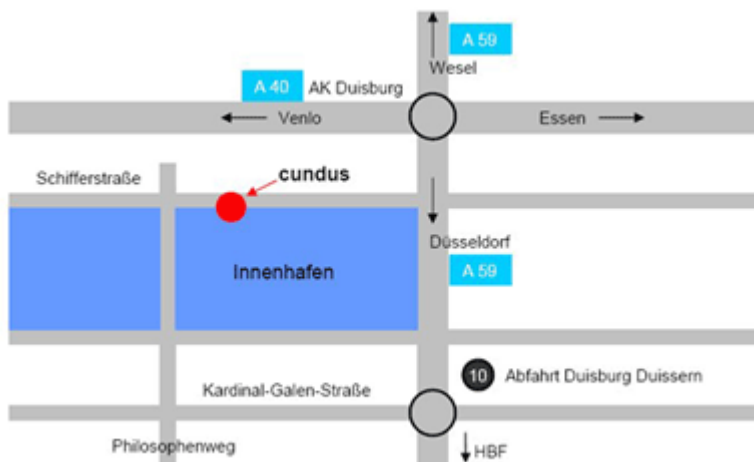 A 59
Wesel
A 40 AK Duisburg
Venlo
Essen
Schifferstraße
cundus
Düsseldorf
Innenhafen
A 59
10 Abfahrt Duisburg Duissern
Kardinal-Galen-Straße
Philosophenweg
HBF